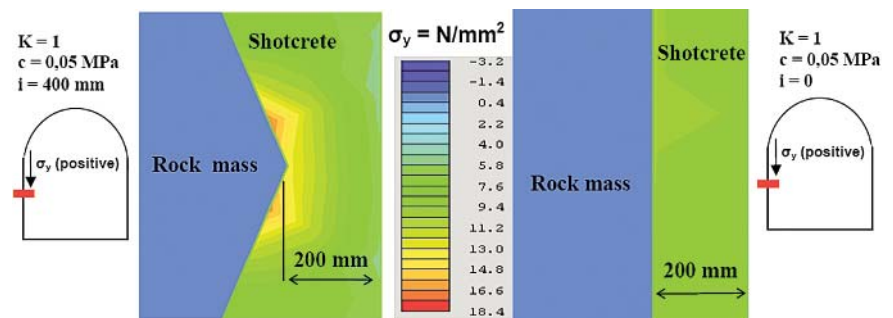 K = 1
c = 0,05 MPa
i = 400 mm
σy (positive)
Shotcrete
Rock mass
200 mm
σy = N/mm²
-3.2
-1.4
0.4
2.2
4.0
5.8
7.6
9.4
11.2
13.0
14.8
16.6
18.4
Shotcrete
Rock mass
200 mm
K = 1
c = 0,05 MPa
i = 0
σy (positive)